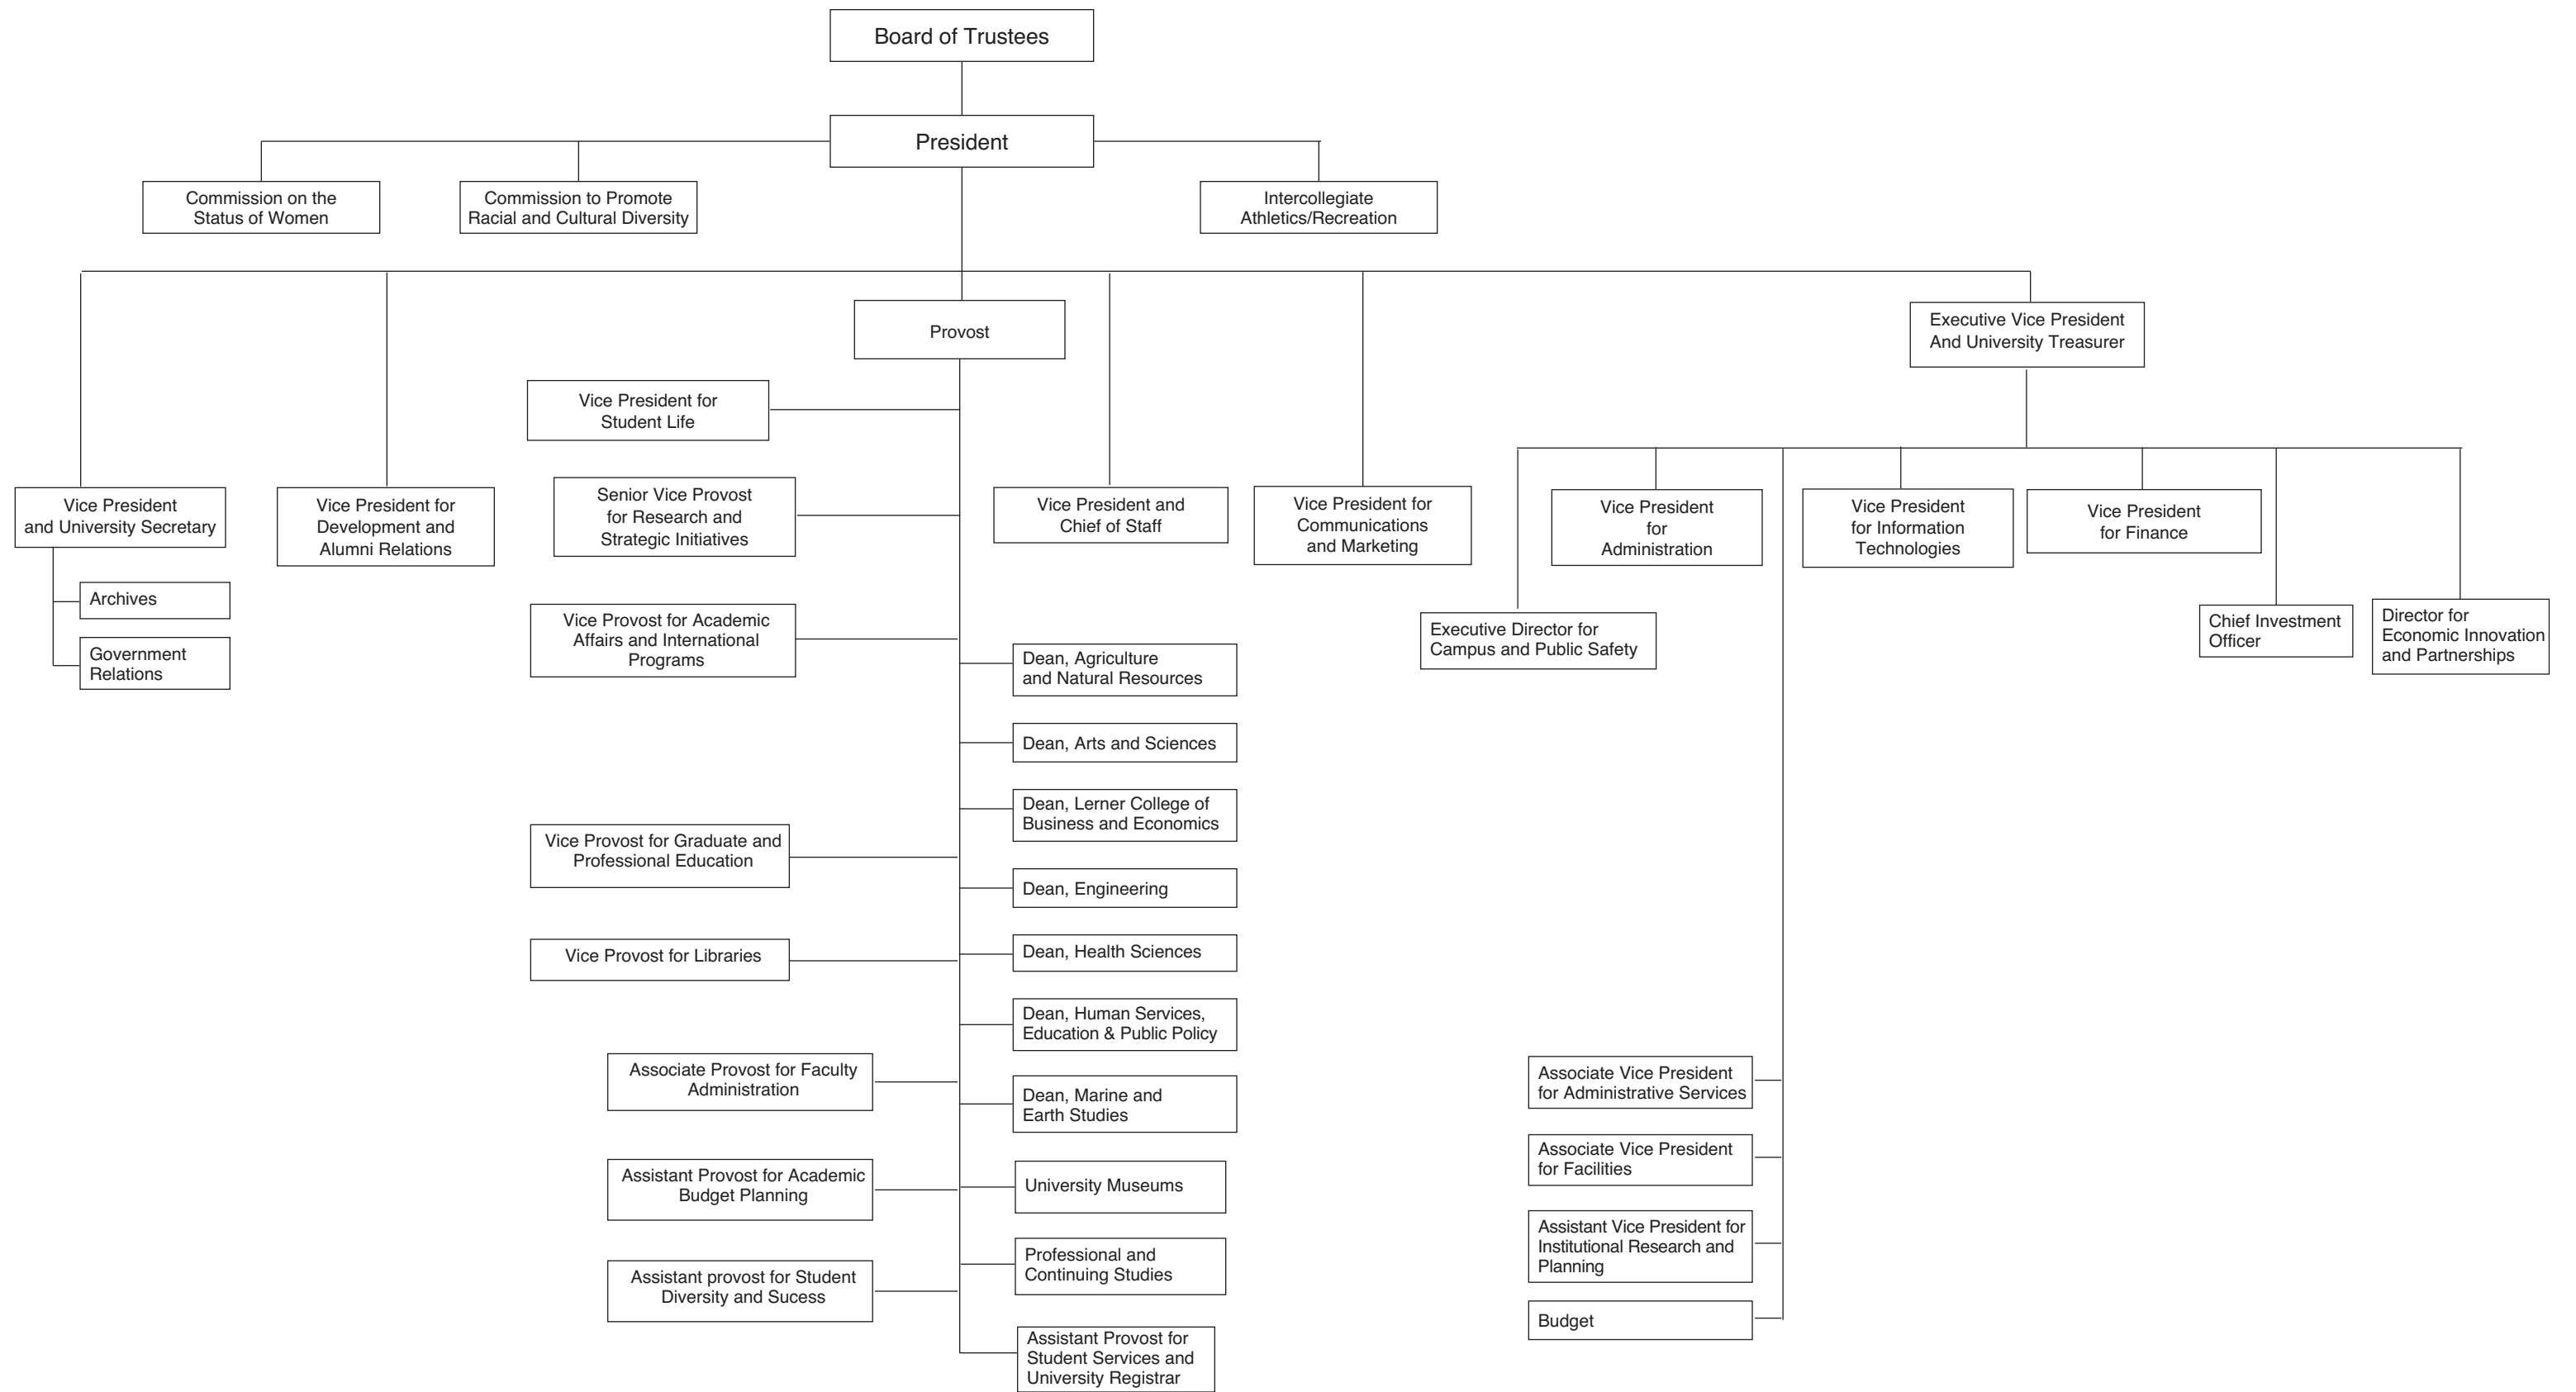 Board of Trustees
President
Commission on the
Status of Women
Commission to Promote
Racial and Cultural Diversity
Intercollegiate
Athletics/Recreation
Provost
Executive Vice President
And University Treasurer
Vice President for
Student Life
Vice President
and University Secretary
Vice President for
Development and
Alumni Relations
Senior Vice Provost
for Research and
Strategic Initiatives
Vice President and
Chief of Staff
Vice President for
Communications
and Marketing
Vice President
for
Administration
Vice President
for Information
Technologies
Vice President
for Finance
Archives
Government
Relations
Vice Provost for Academic
Affairs and International
Programs
Executive Director for
Campus and Public Safety
Chief Investment
Officer
Director for
Economic Innovation
and Partnerships
Dean, Agriculture
and Natural Resources
Dean, Arts and Sciences
Dean, Lerner College of
Business and Economics
Vice Provost for Graduate and
Professional Education
Dean, Engineering
Vice Provost for Libraries
Dean, Health Sciences
Dean, Human Services,
Education & Public Policy
Associate Provost for Faculty
Administration
Dean, Marine and
Earth Studies
Associate Vice President
for Administrative Services
Associate Vice President
for Facilities
Assistant Provost for Academic
Budget Planning
University Museums
Assistant Vice President for
Institutional Research and
Planning
Professional and
Continuing Studies
Assistant provost for Student
Diversity and Sucess
Budget
Assistant Provost for
Student Services and
University Registrar